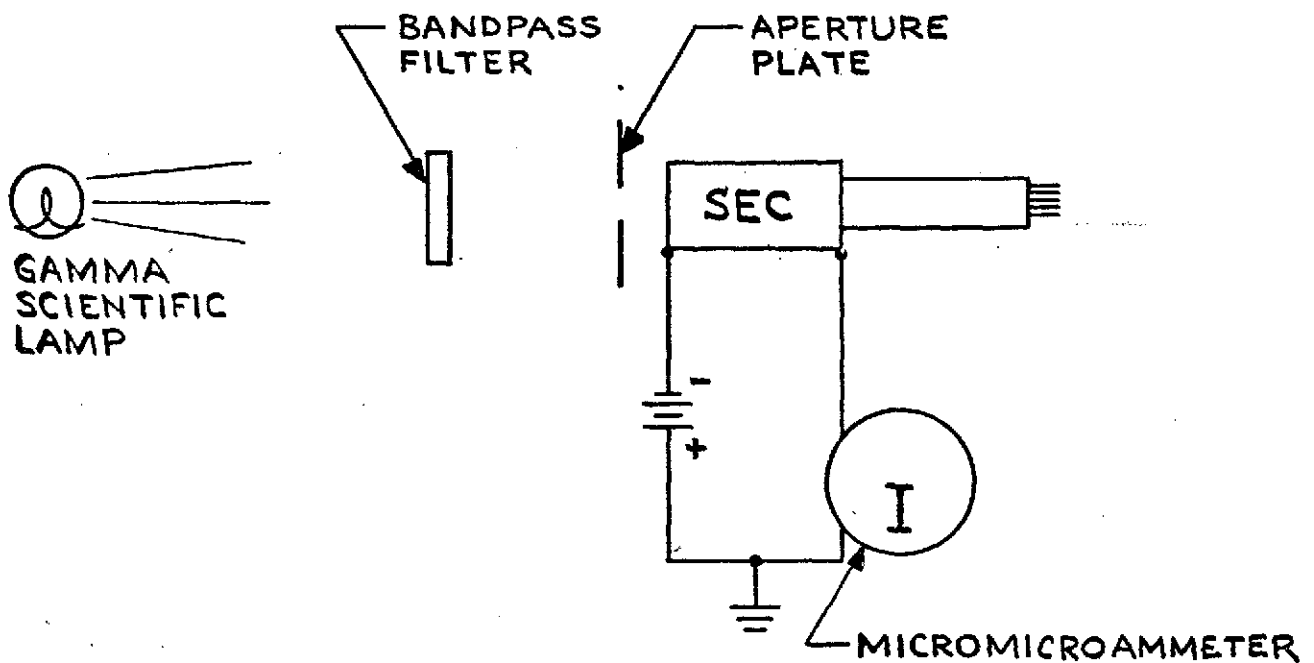 BANDPASS
FILTER
APERTURE
PLATE
SEC
GAMMA
SCIENTIFIC
LAMP
-
+
I
MICROMICROAMMETER